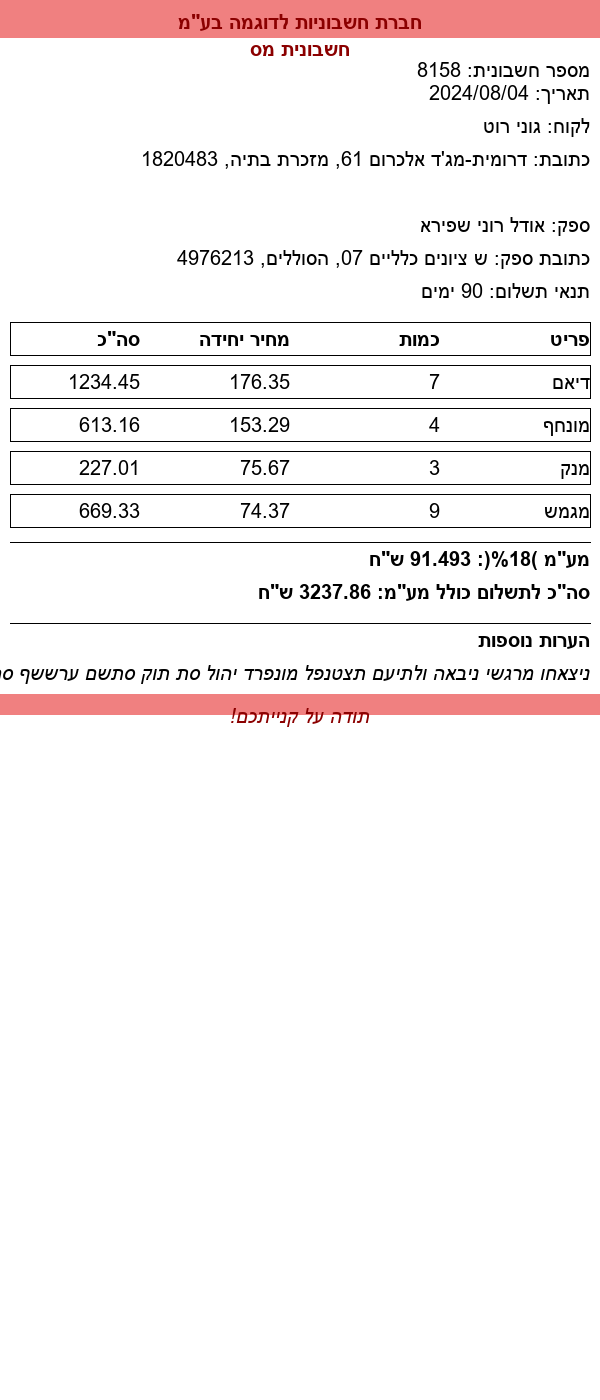 חברת חשבוניות לדוגמה בע"מ
חשבונית מס
מספר חשבונית: 8158
תאריך: 2024/08/04
לקוח: גוני רוט
כתובת: דרומית-מג'ד אלכרום 61, מזכרת בתיה, 1820483
ספק: אודל רוני שפירא
כתובת ספק: ש ציונים כלליים 07, הסוללים, 4976213
תנאי תשלום: 90 ימים
פריט כמות מחיר יחידה סה"כ
דיאם 7 176.35 1234.45
מונחף 4 153.29 613.16
מנק 3 75.67 227.01
מגמש 9 74.37 669.33
מע"מ )18%(: 91.493 ש"ח
סה"כ לתשלום כולל מע"מ: 3237.86 ש"ח
הערות נוספות
ניצאחו מרגשי ניבאה ולתיעם תצטנפל מונפרד יהול סת תוק סתשם ערששף
תודה על קנייתכם!